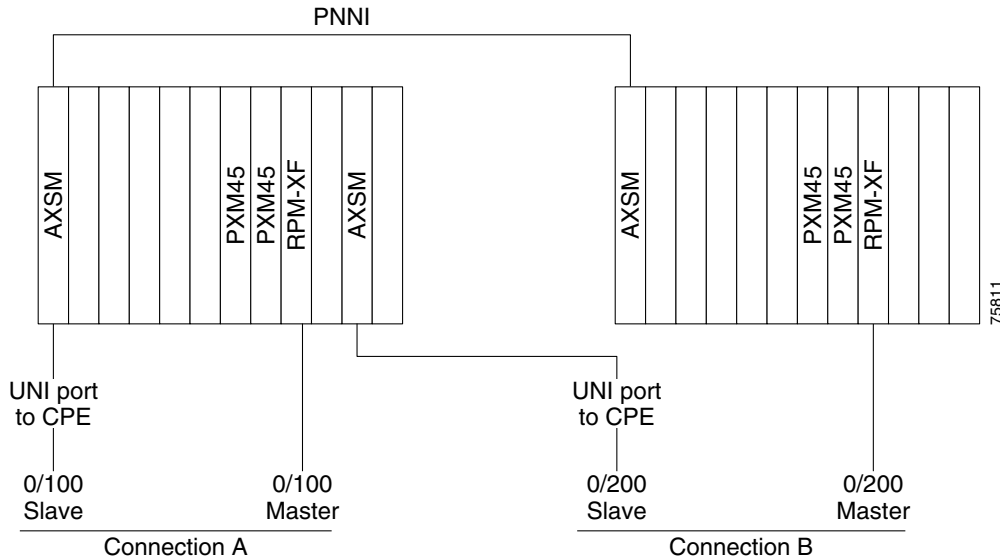 PNNI
AXSM
PXM45
PXM45
RPM-XF
AXSM
AXSM
PXM45
PXM45
RPM-XF
75811
UNI port
to CPE
UNI port
to CPE
0/100
Slave
0/100
Master
0/200
Slave
0/200
Master
Connection A
Connection B